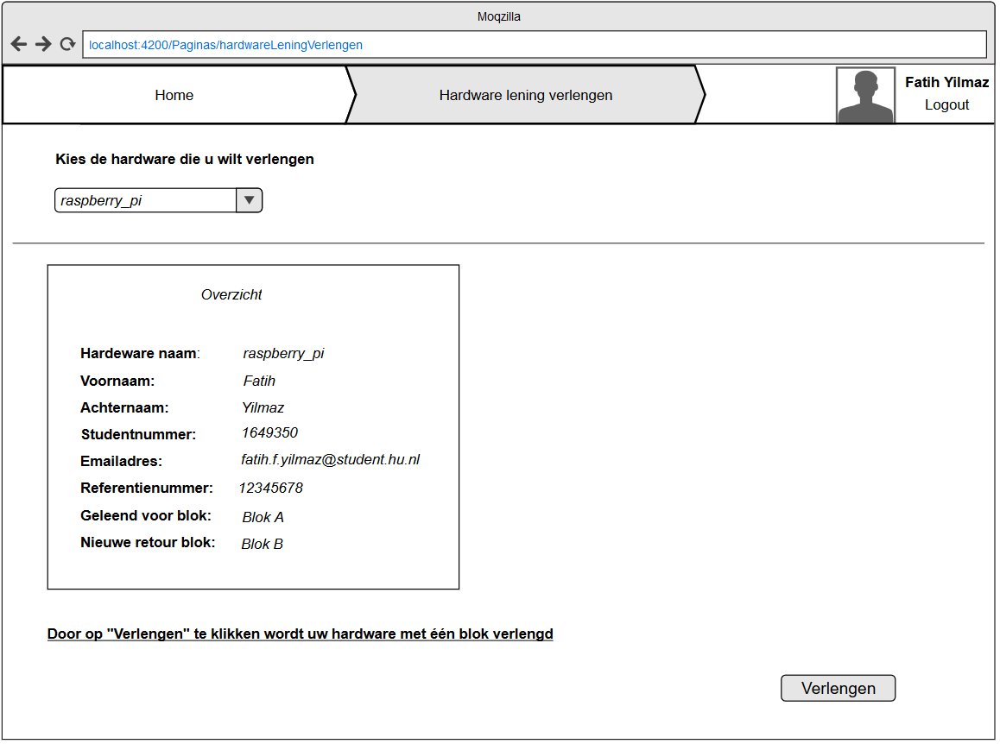 Moqzilla
localhost:4200/Paginas/hardwareLeningVerlengen
Home
Hardware lening verlengen
Fatih Yilmaz
Logout
Kies de hardware die u wilt verlengen
raspberry_pi
Overzicht
Hardeware naam: raspberry_pi
Voornaam: Fatih
Achternaam: Yilmaz
Studentnummer: 1649350
Emailadres: fatih.f.yilmaz@student.hu.nl
Referentienummer: 12345678
Geleend voor blok: Blok A
Nieuwe retour blok: Blok B
Door op "Verlengen" te klikken wordt uw hardware met één blok verlengd
Verlengen